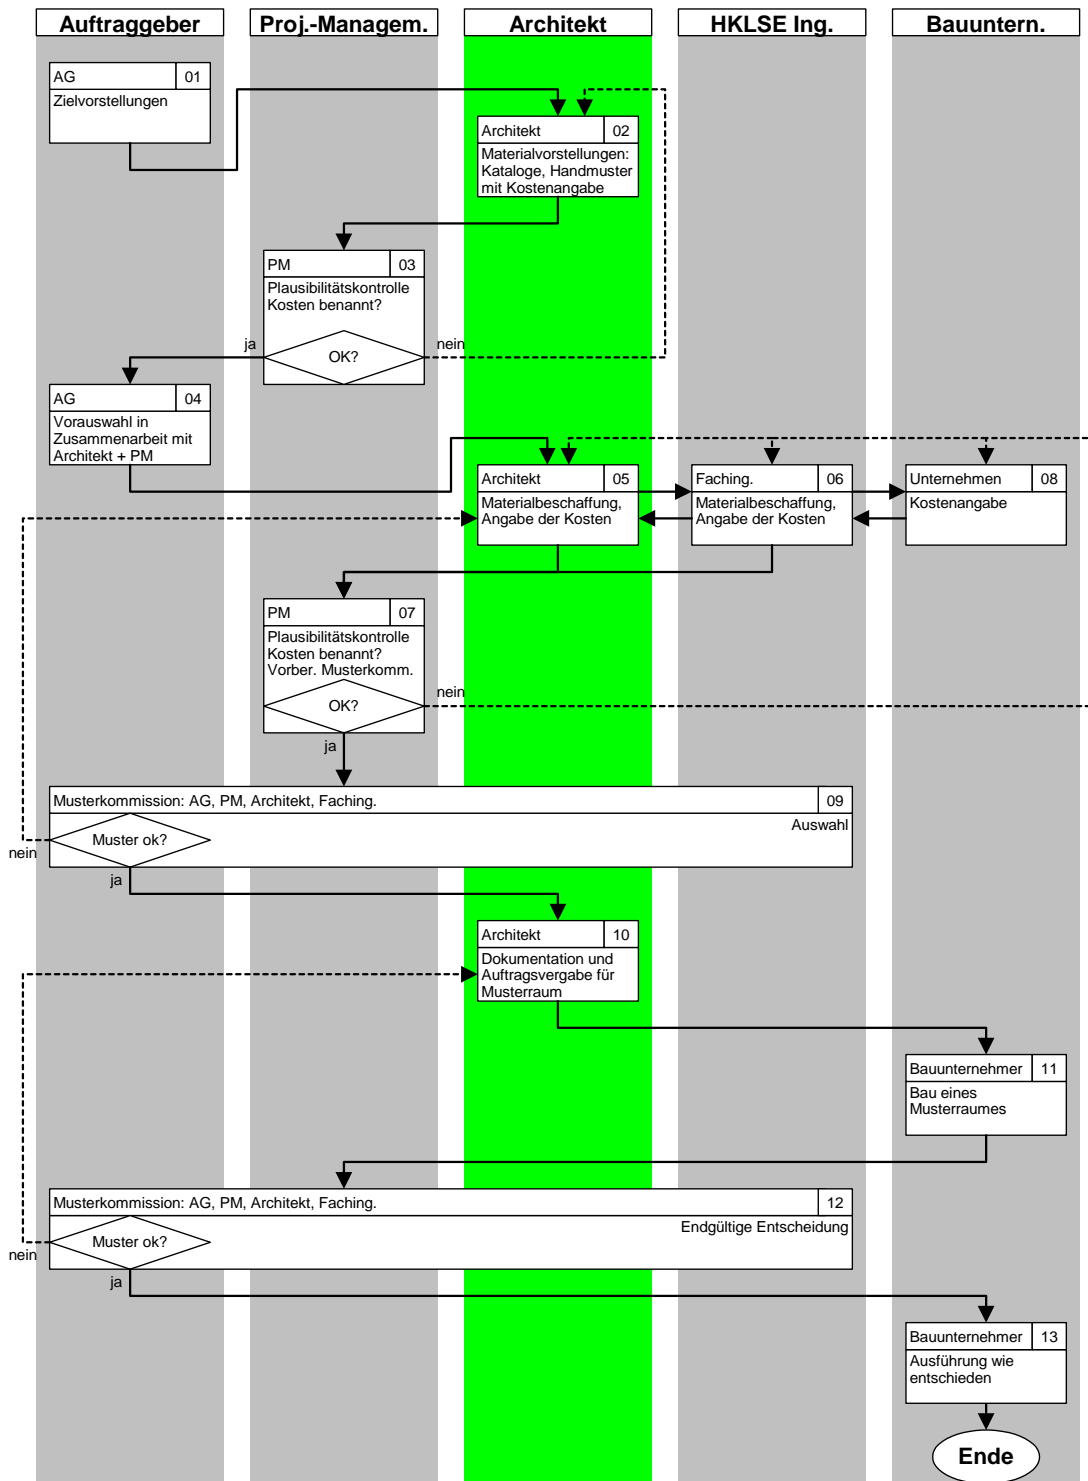 Auftraggeber
Proj.-Managem.
Architekt
HKLSE Ing.
Bauuntern.
AG
01
Zielvorstellungen
Architekt
02
Materialvorstellungen:
Kataloge, Handmuster
mit Kostenangabe
PM
03
Plausibilitätskontrolle
Kosten benannt?
ja
OK?
nein
AG
04
Vorauswahl in
Zusammenarbeit mit
Architekt + PM
Architekt
05
Materialbeschaffung,
Angabe der Kosten
Faching.
06
Materialbeschaffung,
Angabe der Kosten
Unternehmen
08
Kostenangabe
PM
07
Plausibilitätskontrolle
Kosten benannt?
Vorber. Musterkomm.
OK?
nein
ja
Musterkommission: AG, PM, Architekt, Faching.
09
Auswahl
Muster ok?
nein
ja
Architekt
10
Dokumentation und
Auftragsvergabe für
Musterraum
Bauunternehmer
11
Bau eines
Musterraumes
Musterkommission: AG, PM, Architekt, Faching.
12
Endgültige Entscheidung
Muster ok?
nein
ja
Bauunternehmer
13
Ausführung wie
entschieden
Ende